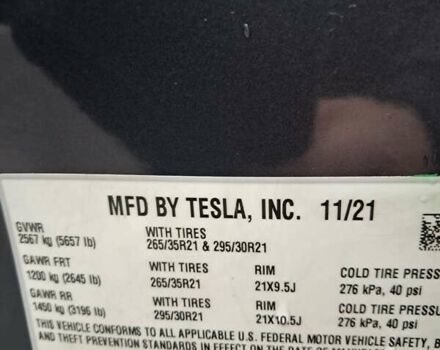 MFD BY TESLA, INC. 11/21
GVWR
2567 kg (5657 lb)
WITH TIRES
265/35R21 & 295/30R21
GAWR FRT
1200 kg (2645 lb)
WITH TIRES
265/35R21
RIM
21X9.5J
COLD TIRE PRESS
276 kPa, 40 psi
GAWR RR
1450 kg (3196 lb)
WITH TIRES
295/30R21
RIM
21X10.5J
COLD TIRE PRESSU
276 kPa, 40 psi
THIS VEHICLE CONFORMS TO ALL APPLICABLE U.S. FEDERAL MOTOR VEHICLE SAFETY, B
AND THEFT PREVENTION STANDARDS IN EFFECT ON THE DATE OF